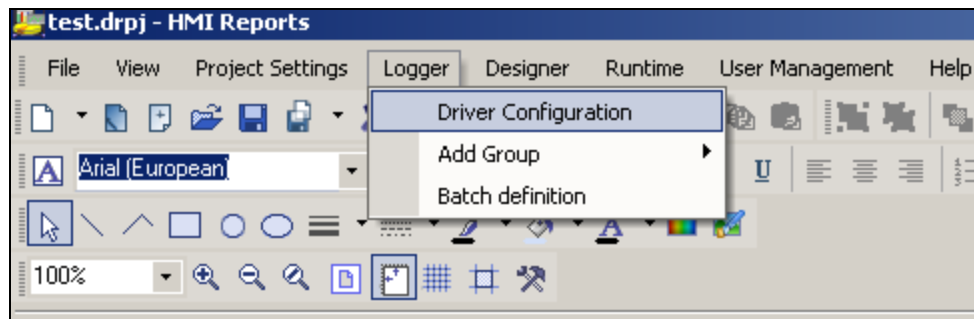 test.drpj - HMI Reports
File View Project Settings Logger Designer Runtime User Management Help
Driver Configuration
Add Group
Batch definition
A Arial (European)
U
A
100%